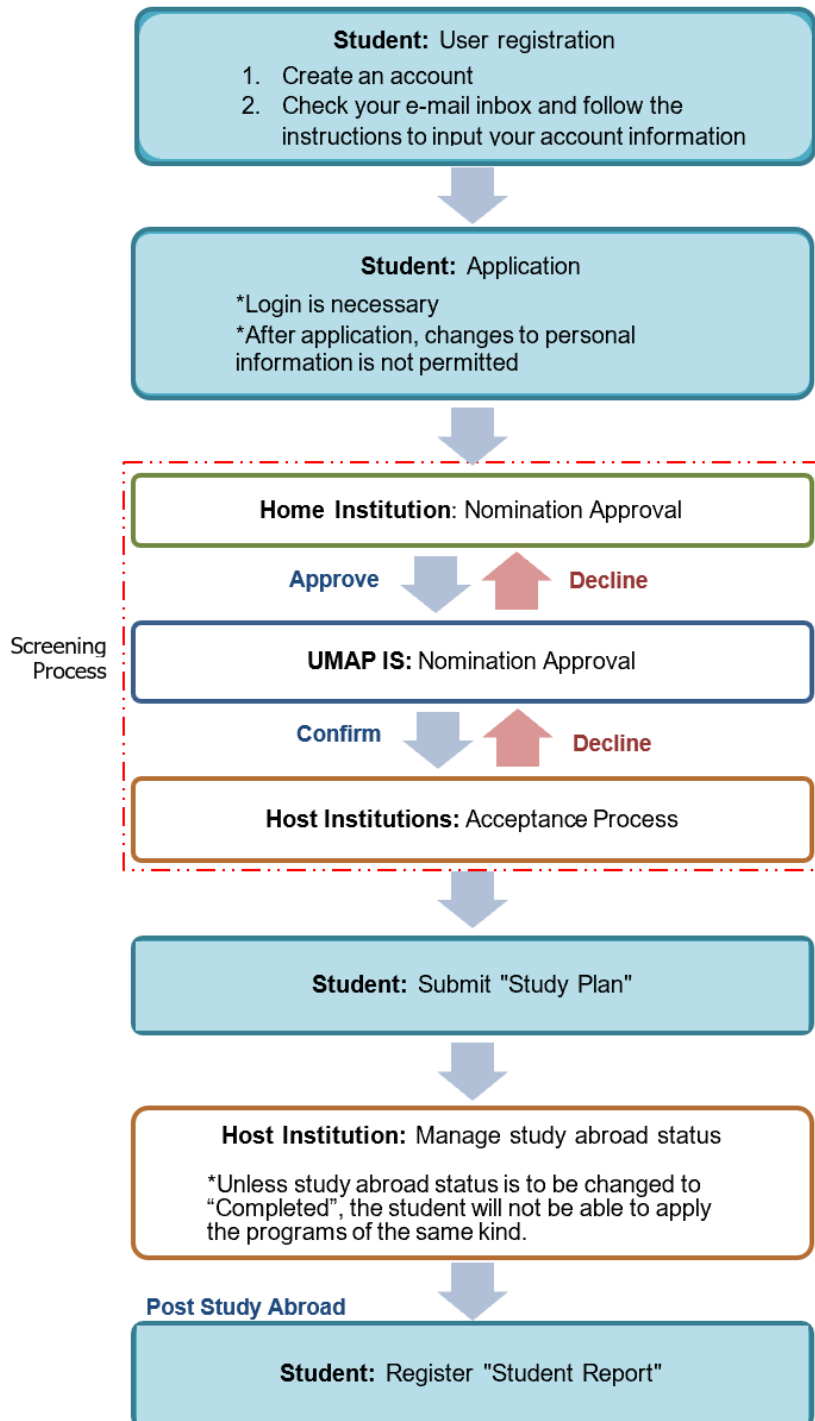 Student: User registration
1. Create an account
2. Check your e-mail inbox and follow the
instructions to input your account information
Student: Application
*Login is necessary
*After application, changes to personal
information is not permitted
Home Institution: Nomination Approval
Approve
Decline
Screening
Process
UMAP IS: Nomination Approval
Confirm
Decline
Host Institutions: Acceptance Process
Student: Submit "Study Plan"
Host Institution: Manage study abroad status
*Unless study abroad status is to be changed to
“Completed”, the student will not be able to apply
the programs of the same kind.
Post Study Abroad
Student: Register "Student Report"